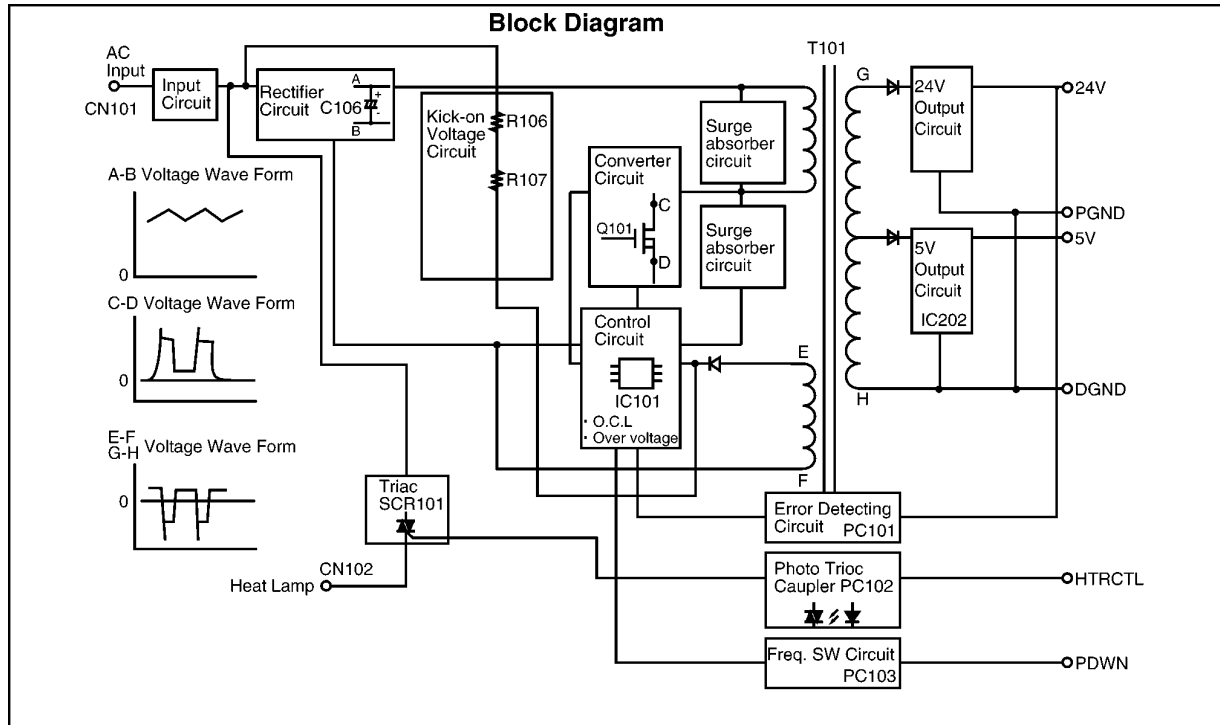 Block Diagram
AC
Input
CN101
Input
Circuit
Rectifier
Circuit
C106
A
+
-
B
Kick-on
Voltage
Circuit
R106
R107
Surge
absorber
circuit
Converter
Circuit
C
Q101
D
Surge
absorber
circuit
T101
G
24V
Output
Circuit
24V
PGND
5V
5V
Output
Circuit
IC202
H
DGND
A-B Voltage Wave Form
0
C-D Voltage Wave Form
0
E-F
G-H
Voltage Wave Form
0
Control
Circuit
IC101
· O.C.L
· Over voltage
E
F
Triac
SCR101
CN102
Heat Lamp
Error Detecting
Circuit
PC101
Photo Trioc
Caupler PC102
HTRCTL
Freq. SW Circuit
PC103
PDWN